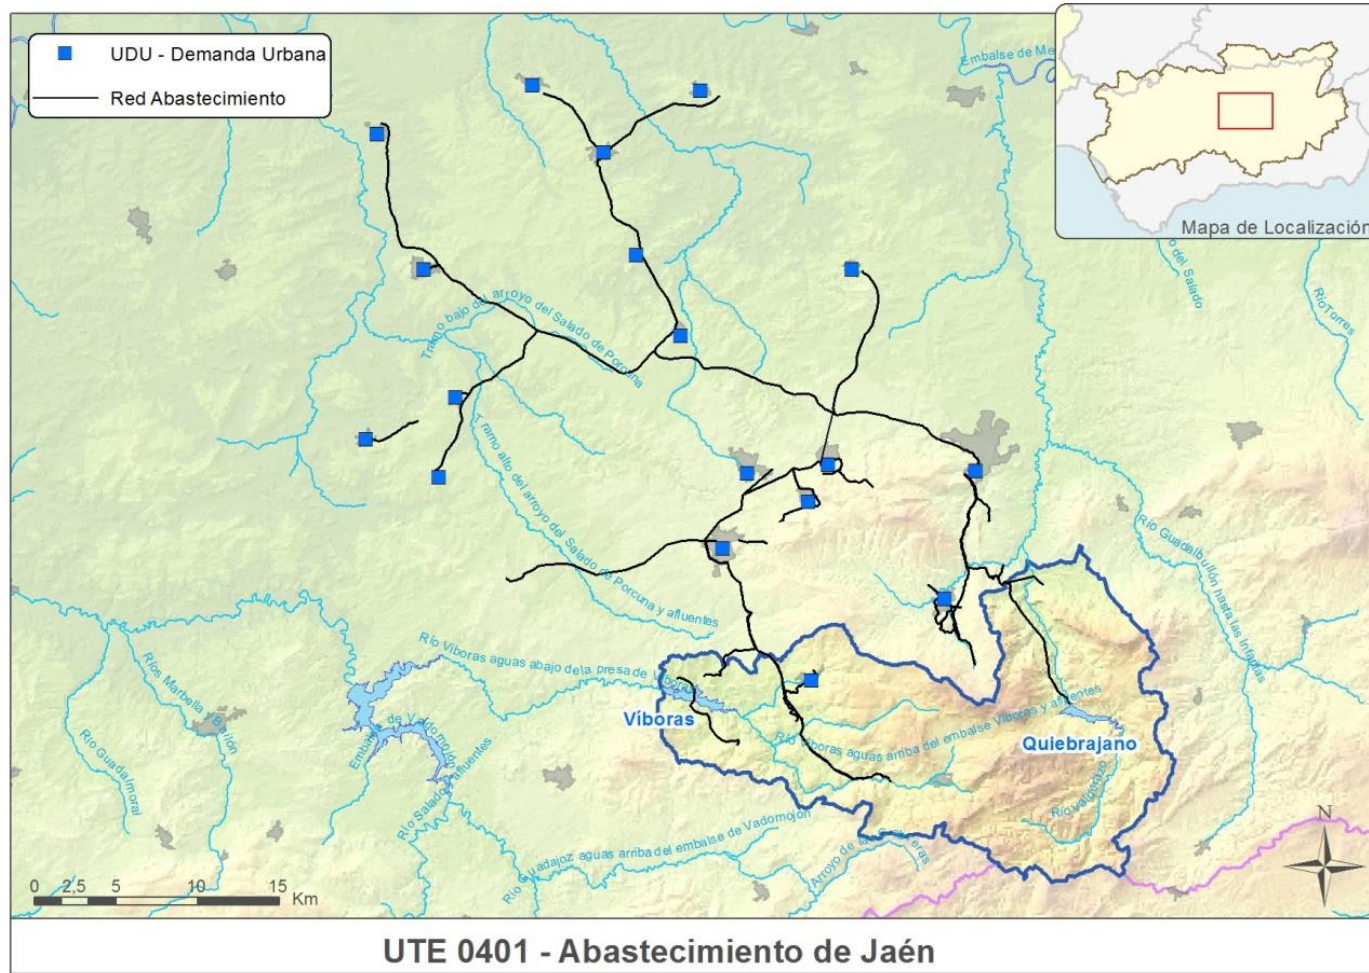 UDU - Demanda Urbana
Red Abastecimiento
Embalse de Me
Mapa de Localización
o del Salado
Río Torres
Tramo bajo del arroyo del Salado de Porcuna
Tramo alto del arroyo del Salado de Porcuna y afluentes
Río Guadalbullón hasta las Infantas
Río Víboras aguas abajo de la presa de Víboras
Víboras
Río Víboras aguas arriba del embalse Víboras y afluentes
Quiebrajano
Río Valdearazo
Ríos Marbella y Bailón
Río Guadalmoral
Embalse de Vadomojón
Río Salado y afluentes
Río Guadajoz aguas arriba del embalse de Vadomojón
Arroyo de
eras
N
0 2,5 5 10 15
Km
UTE 0401 - Abastecimiento de Jaén